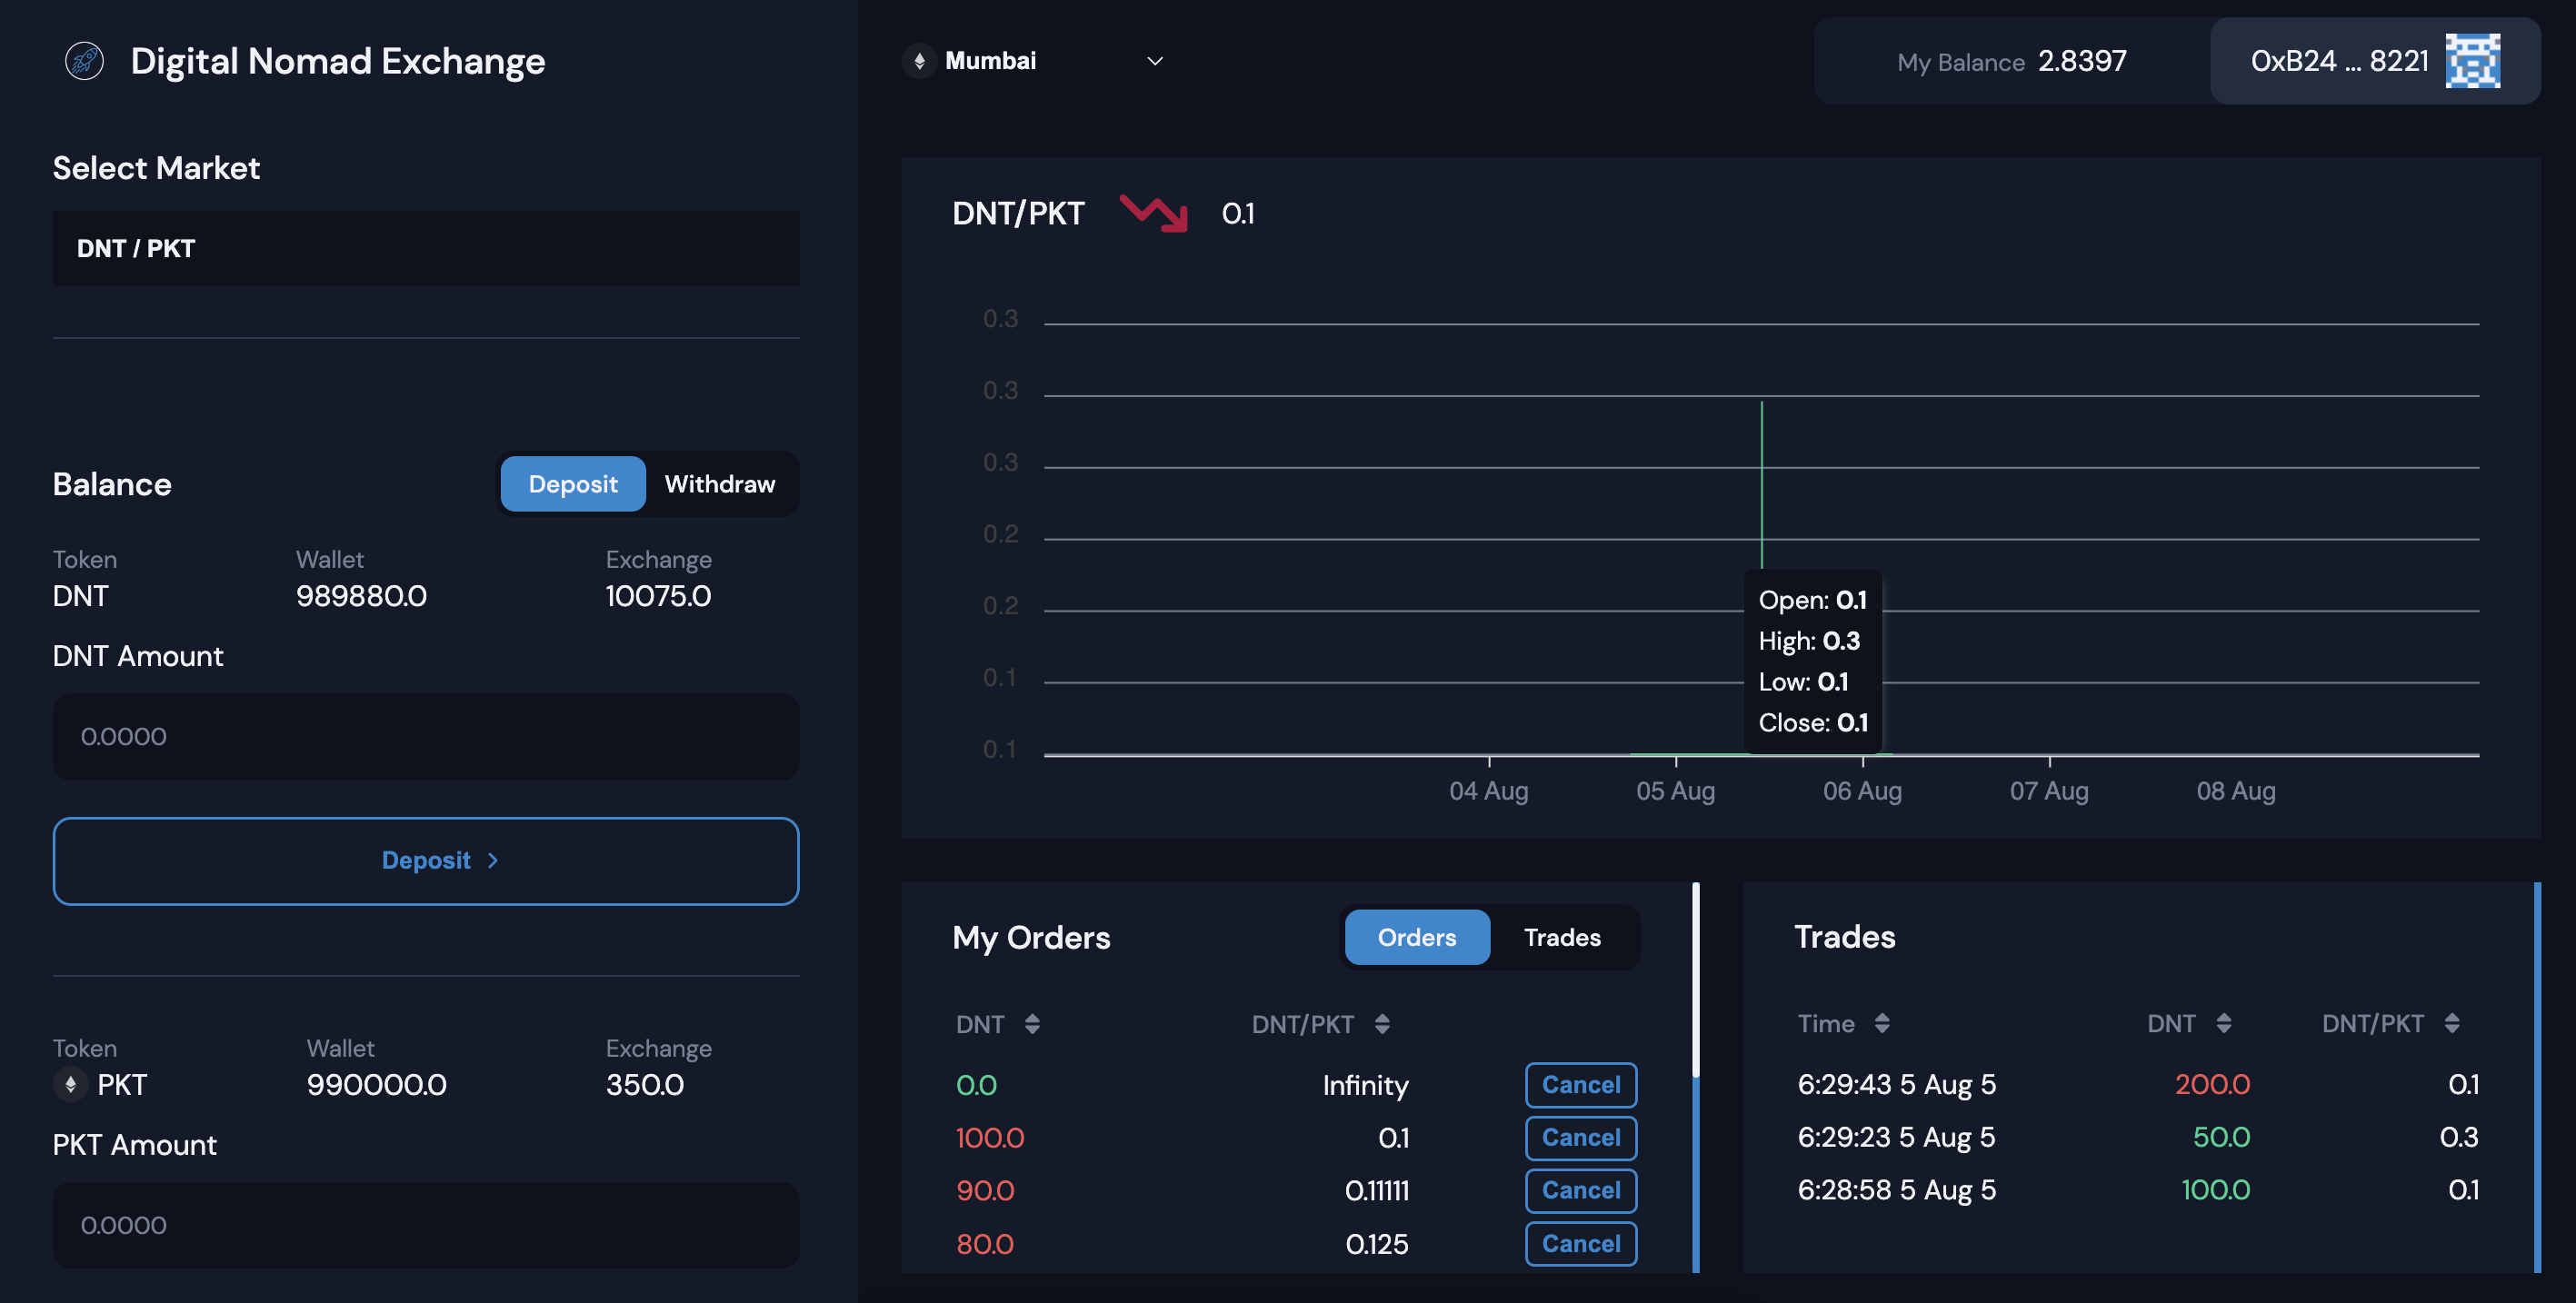 Digital Nomad Exchange
Mumbai
My Balance 2.8397
0xB24 ... 8221
Select Market
DNT / PKT
Balance
Deposit Withdraw
Token Wallet Exchange
DNT 989880.0 10075.0
DNT Amount
0.0000
Deposit >
Token Wallet Exchange
PKT 990000.0 350.0
PKT Amount
0.0000
DNT/PKT 0.1
0.3
0.3
0.3
0.2
0.2
0.1
0.1
Open: 0.1
High: 0.3
Low: 0.1
Close: 0.1
04 Aug 05 Aug 06 Aug 07 Aug 08 Aug
My Orders
Orders Trades
DNT DNT/PKT
0.0 Infinity Cancel
100.0 0.1 Cancel
90.0 0.11111 Cancel
80.0 0.125 Cancel
Trades
Time DNT DNT/PKT
6:29:43 5 Aug 5 200.0 0.1
6:29:23 5 Aug 5 50.0 0.3
6:28:58 5 Aug 5 100.0 0.1